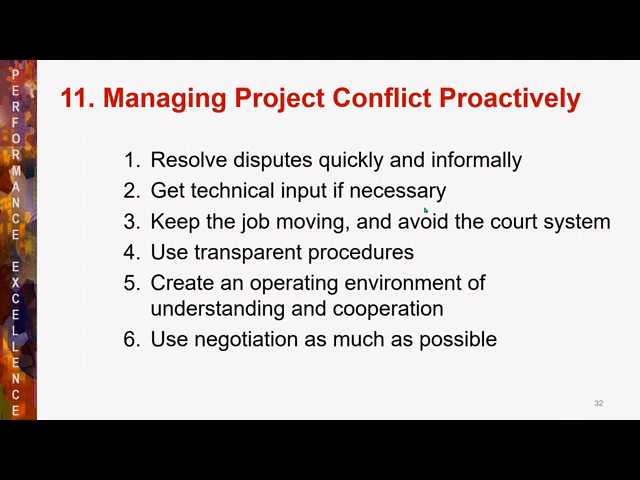 PERFORMANCE EXCELLENCE
11. Managing Project Conflict Proactively
1. Resolve disputes quickly and informally
2. Get technical input if necessary
3. Keep the job moving, and avoid the court system
4. Use transparent procedures
5. Create an operating environment of
understanding and cooperation
6. Use negotiation as much as possible
32